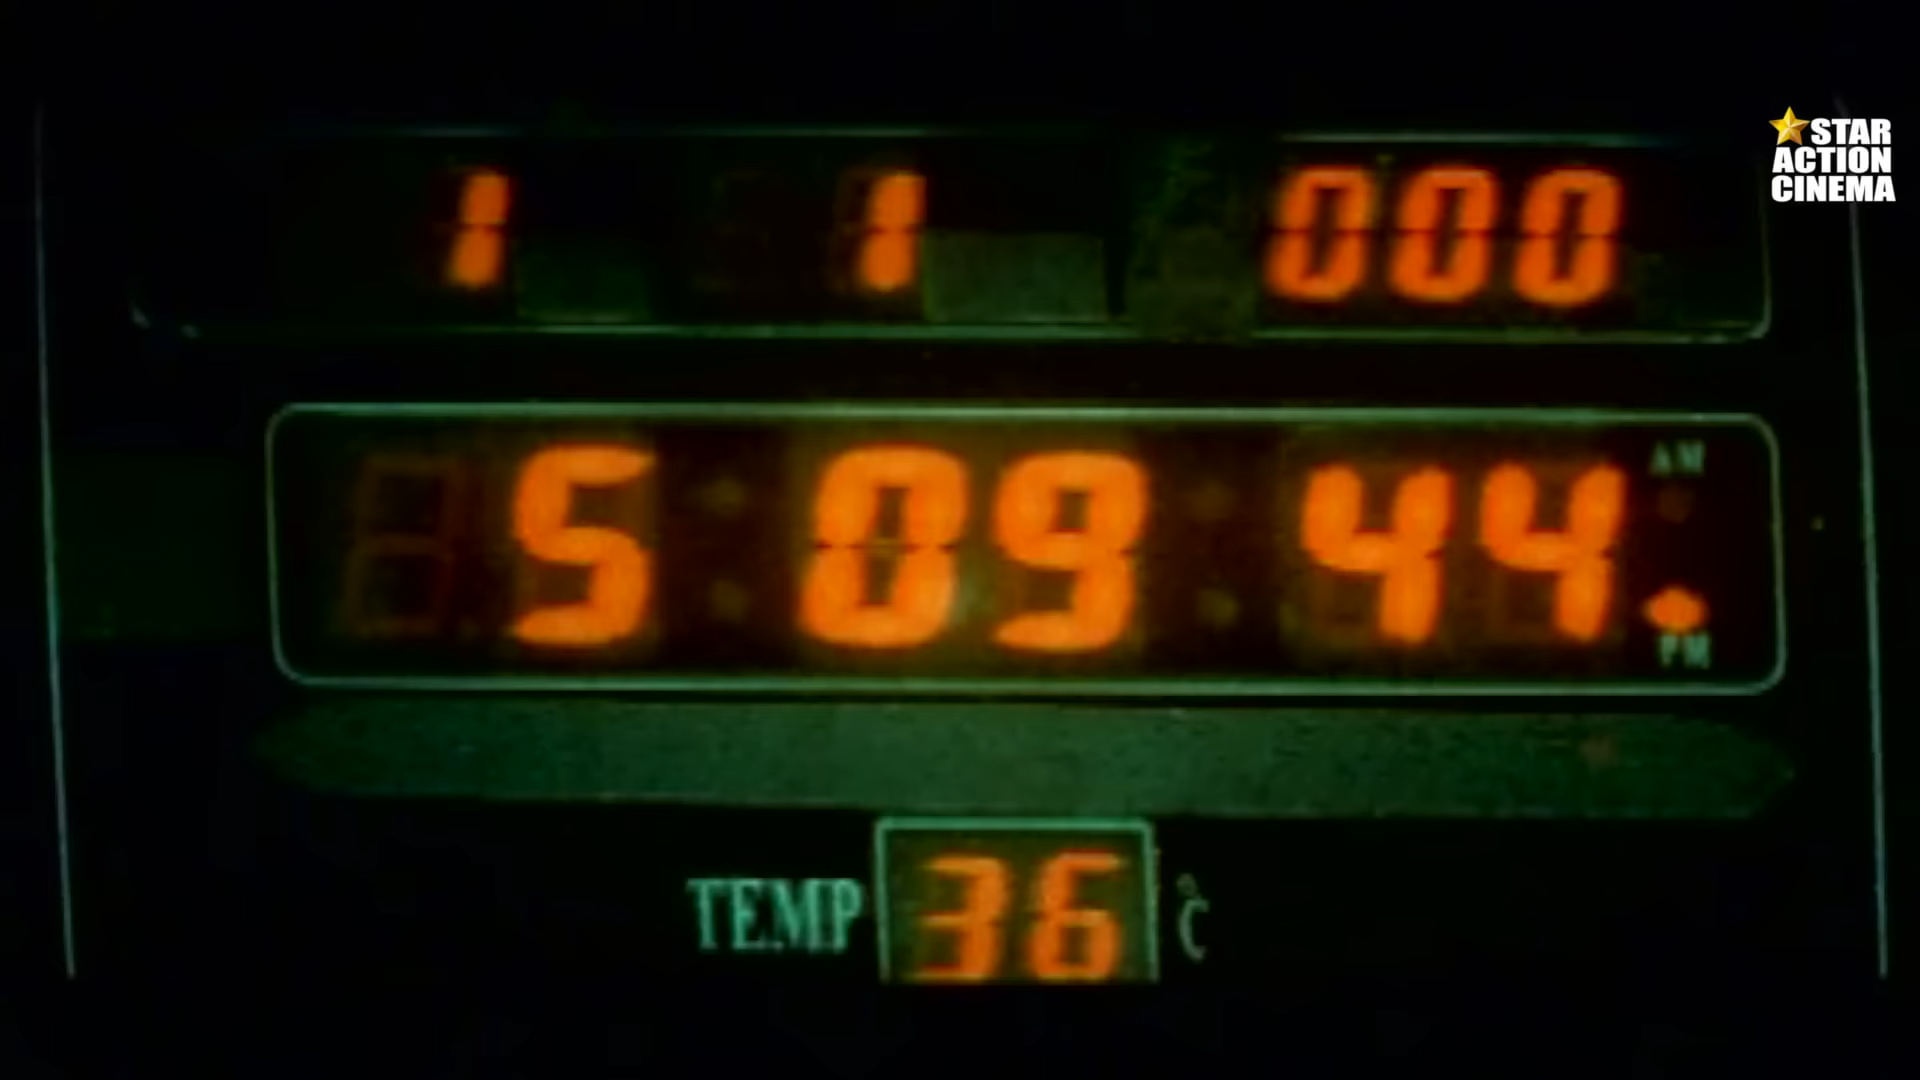 1 1 000
STAR
ACTION
CINEMA
5 09 44
AM
PM
TEMP 36 °C